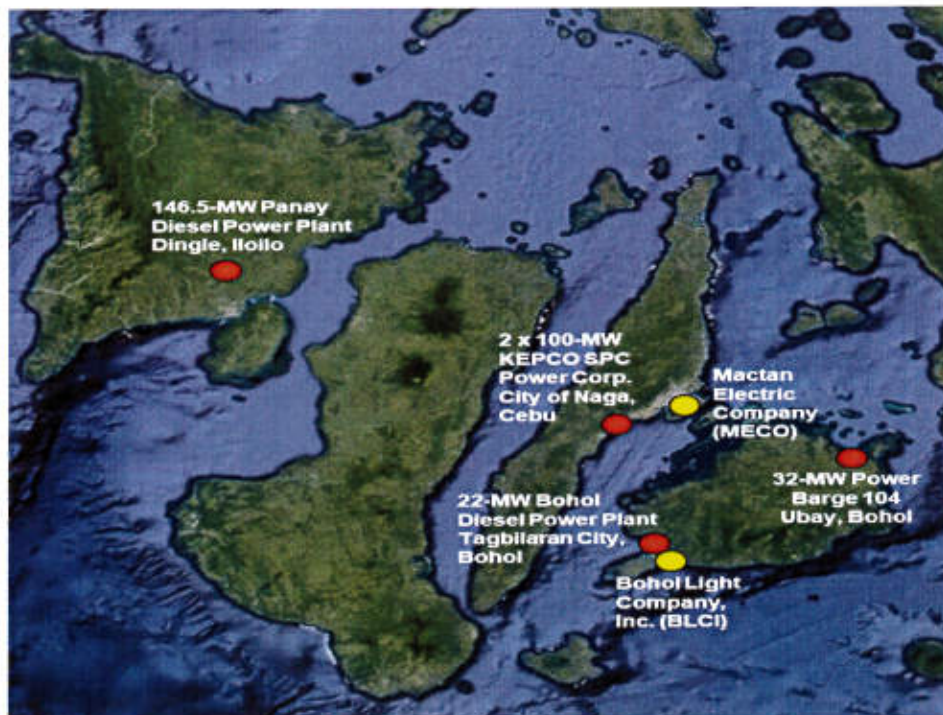 146.5-MW Panay
Diesel Power Plant
Dingle, Iloilo
2 x 100-MW
KEPCO SPC
Power Corp.
City of Naga,
Cebu
Mactan
Electric
Company
(MECO)
32-MW Power
Barge 104
Ubay, Bohol
22-MW Bohol
Diesel Power Plant
Tagbilaran City,
Bohol
Bohol Light
Company,
Inc. (BLCI)